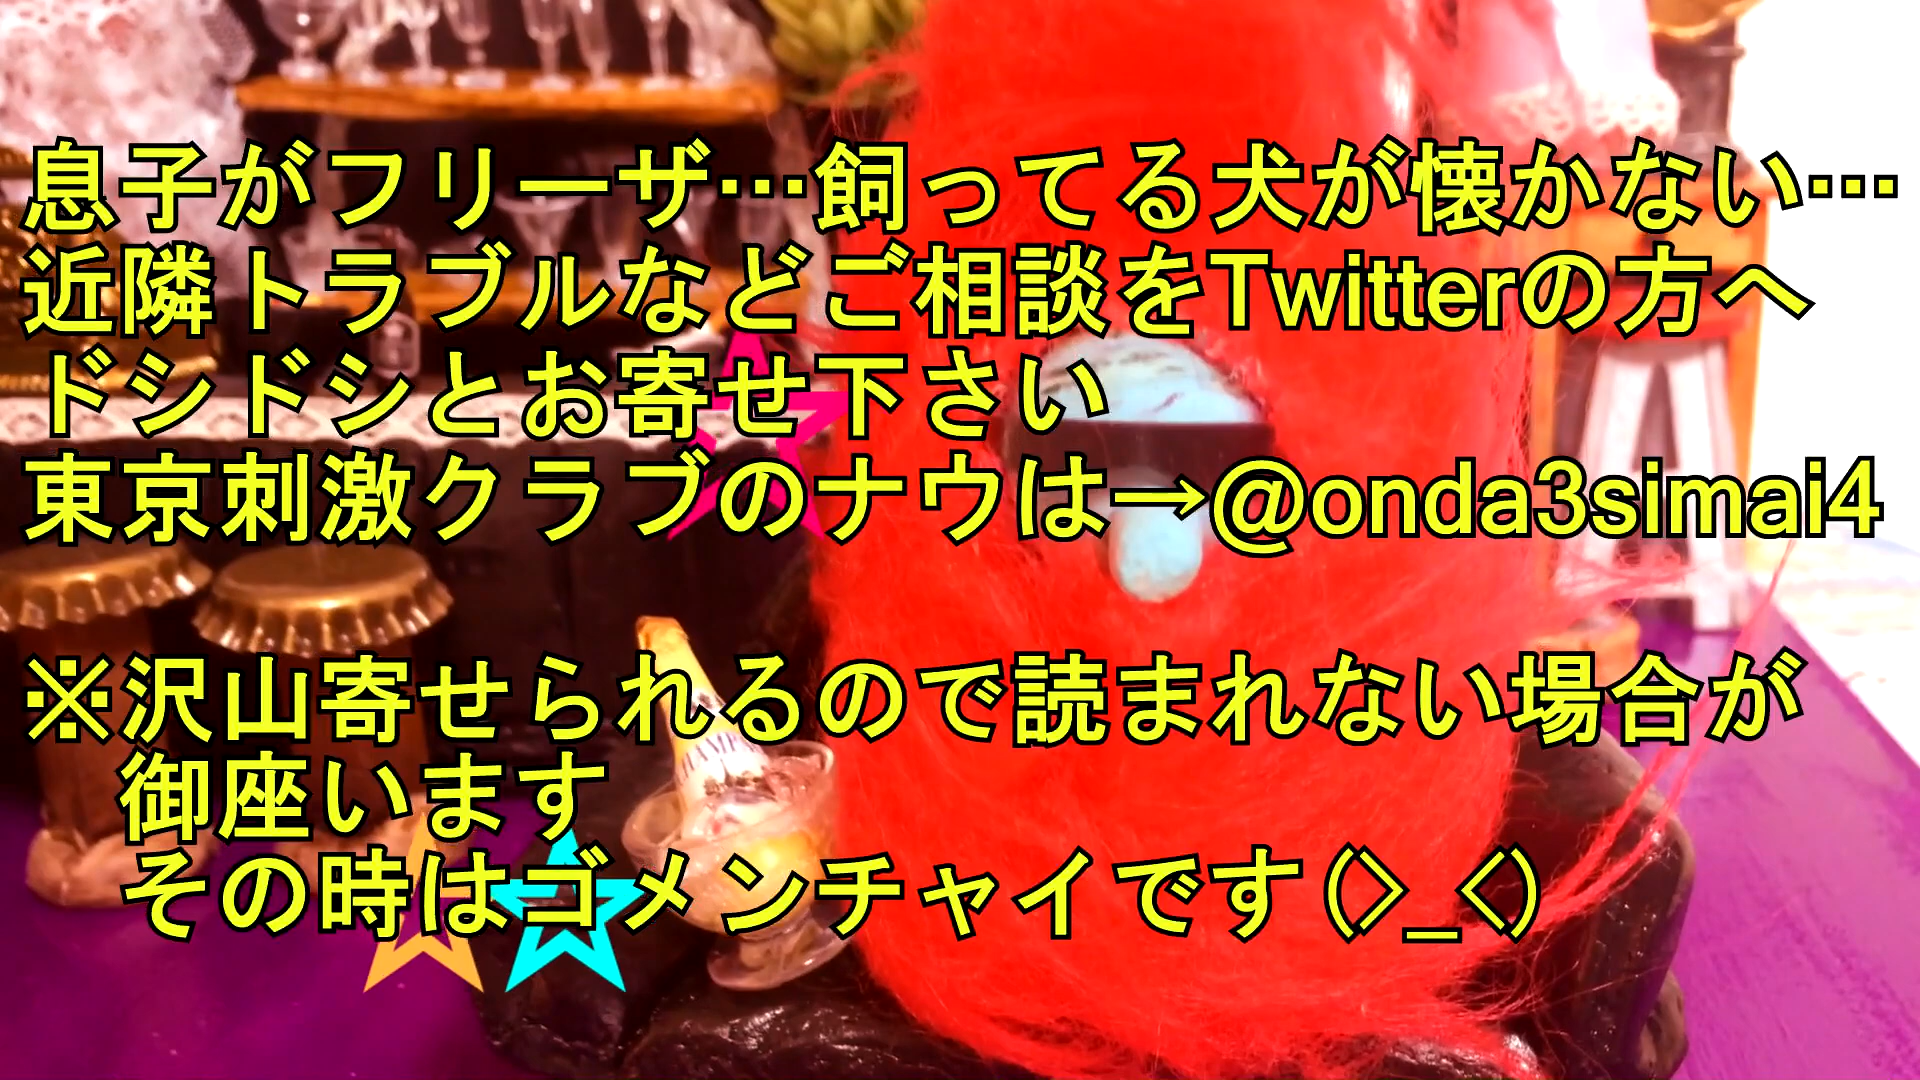 息子がフリーザ…飼ってる犬が懐かない…
近隣トラブルなどご相談をTwitterの方へ
ドシドシとお寄せ下さい
東京刺激クラブのナウは→@onda3simai4
※沢山寄せられるので読まれない場合が
御座います
その時はゴメンチャイです(>_<)